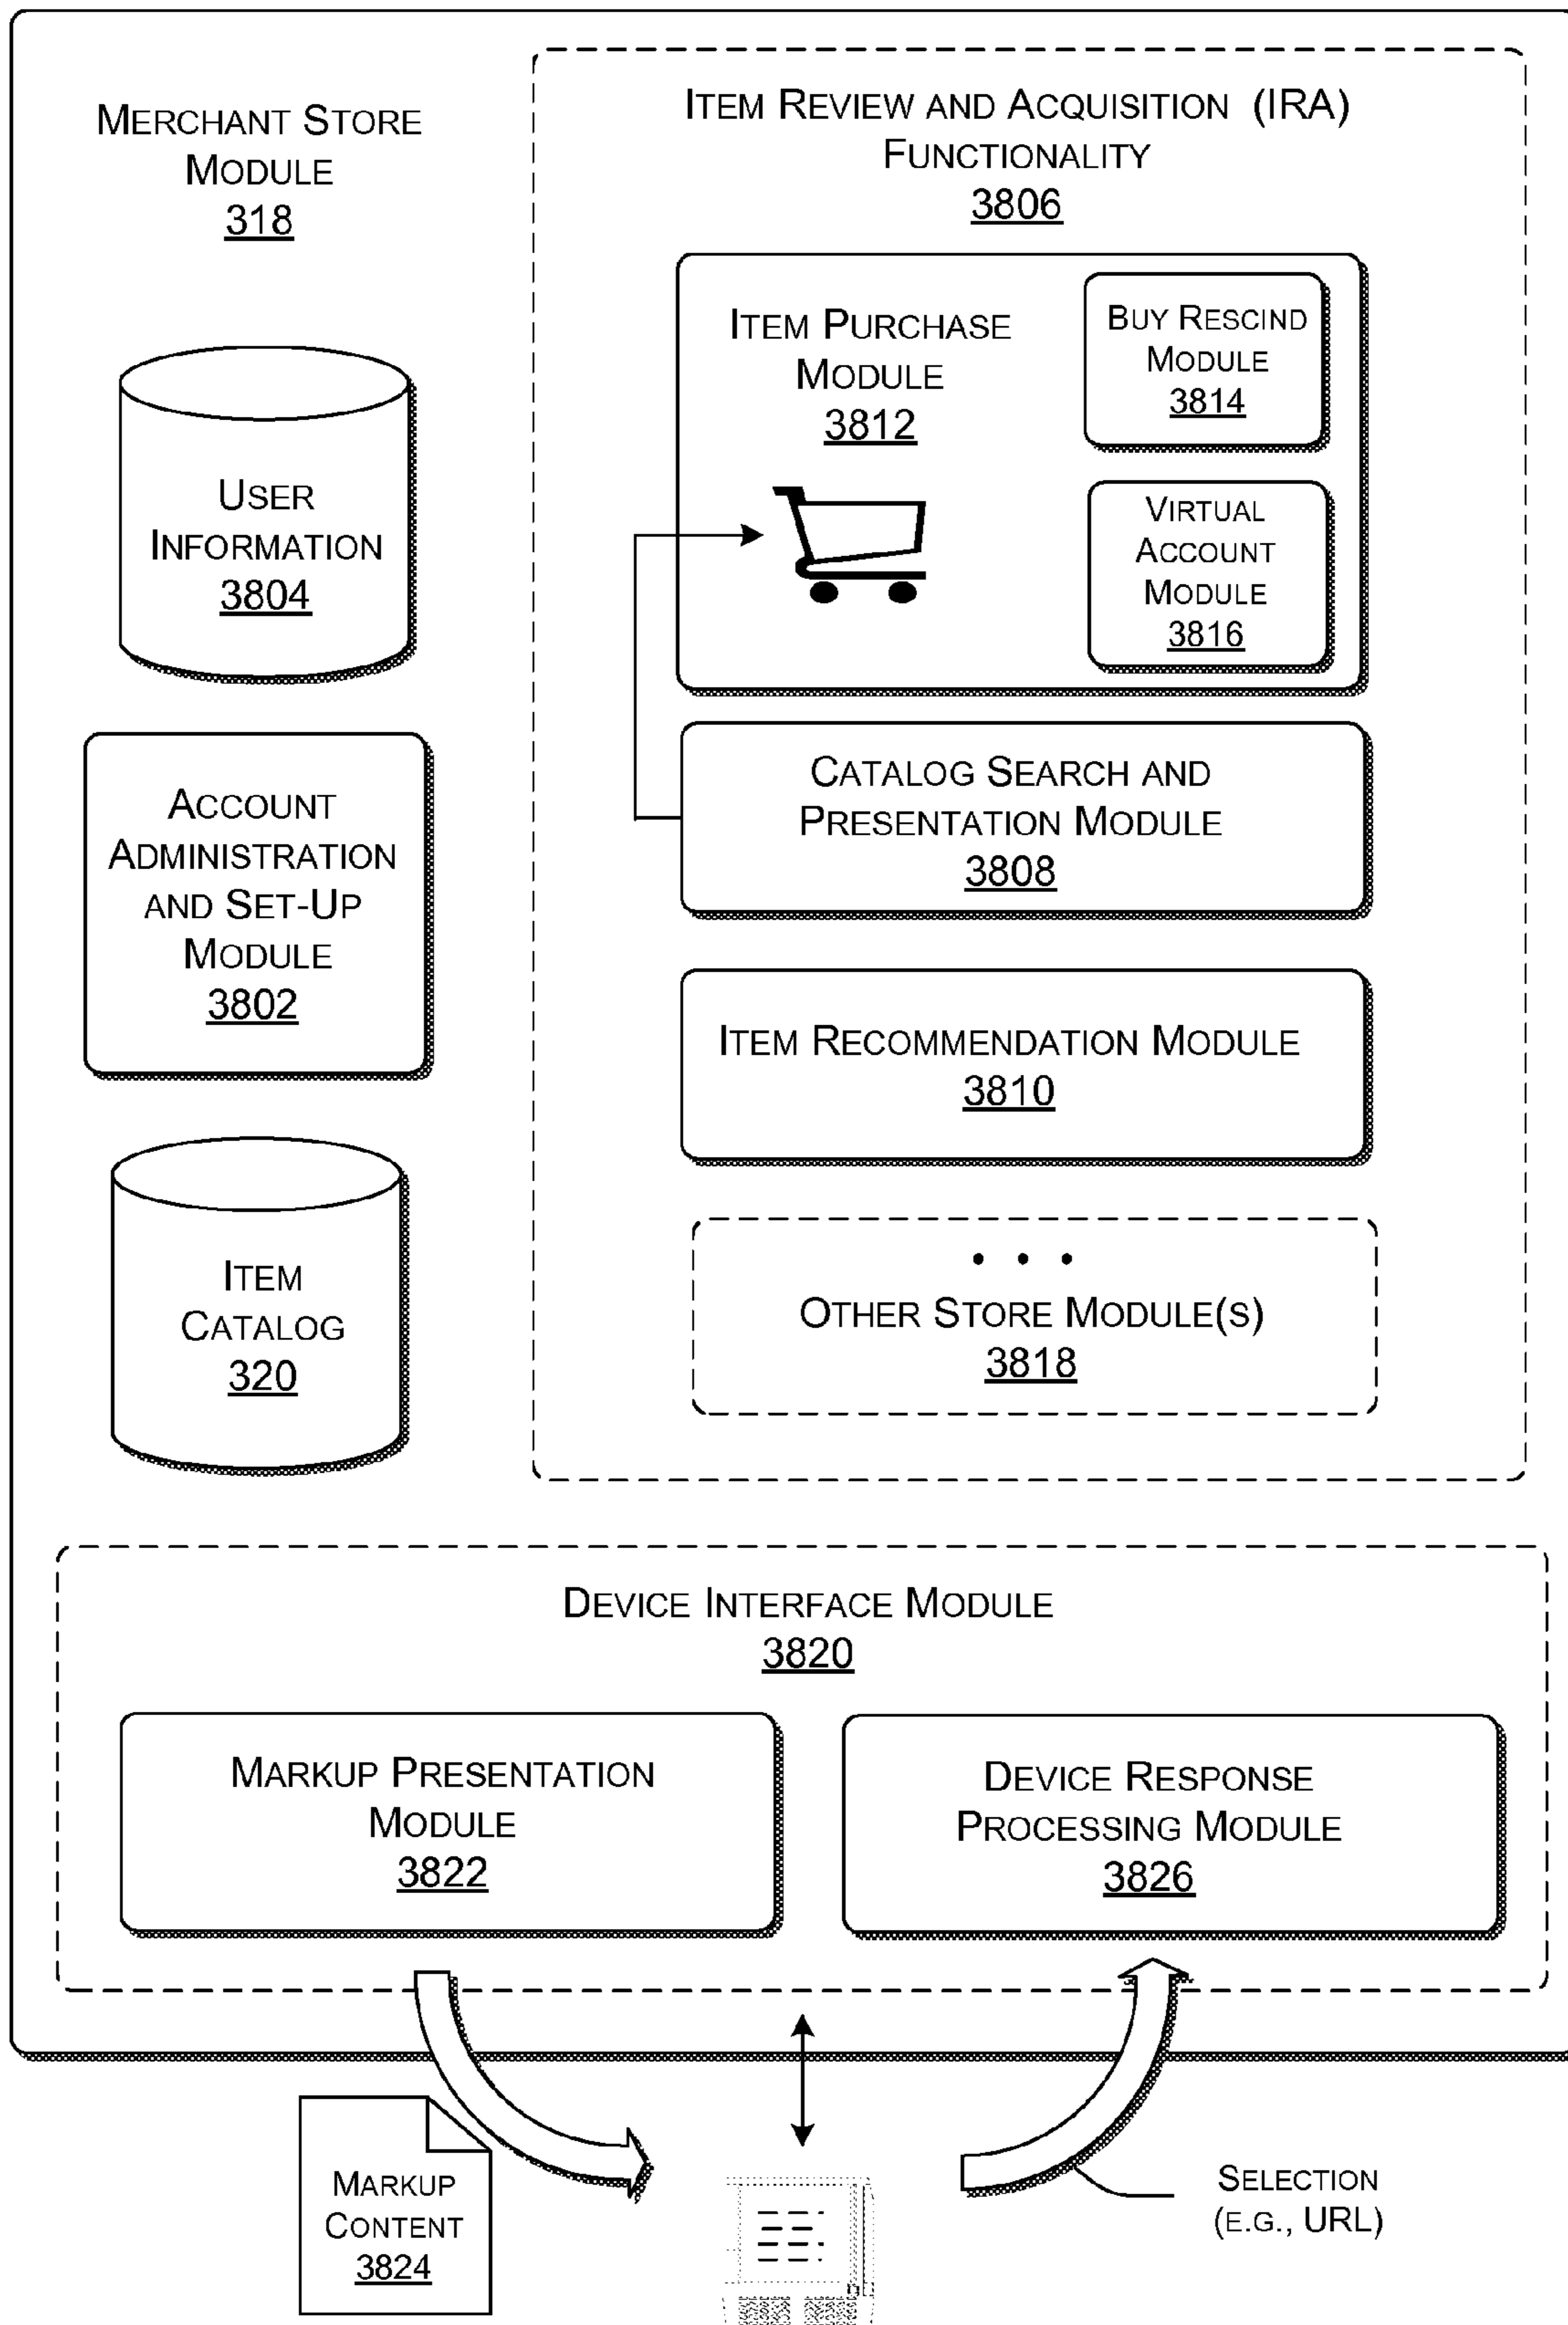 MERCHANT STORE
MODULE
318
USER
INFORMATION
3804
ACCOUNT
ADMINISTRATION
AND SET-UP
MODULE
3802
ITEM
CATALOG
320
ITEM REVIEW AND ACQUISITION (IRA)
FUNCTIONALITY
3806
ITEM PURCHASE
MODULE
3812
BUY RESCIND
MODULE
3814
VIRTUAL
ACCOUNT
MODULE
3816
CATALOG SEARCH AND
PRESENTATION MODULE
3808
ITEM RECOMMENDATION MODULE
3810
• • •
OTHER STORE MODULE(S)
3818
DEVICE INTERFACE MODULE
3820
MARKUP PRESENTATION
MODULE
3822
DEVICE RESPONSE
PROCESSING MODULE
3826
MARKUP
CONTENT
3824
SELECTION
(E.G., URL)